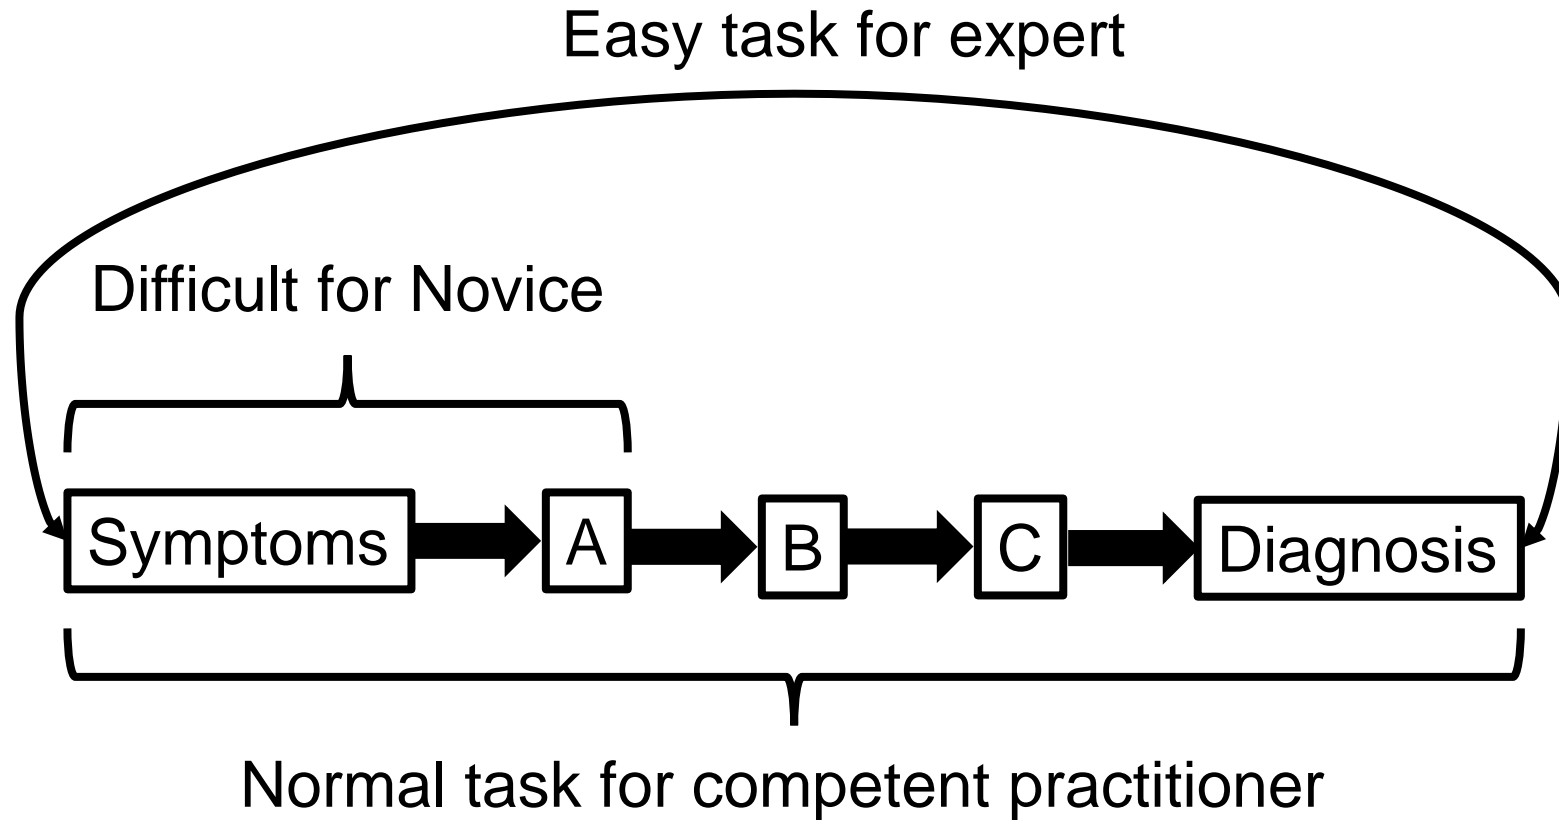 Easy task for expert
Difficult for Novice
Symptoms
A
B
C
Diagnosis
Normal task for competent practitioner